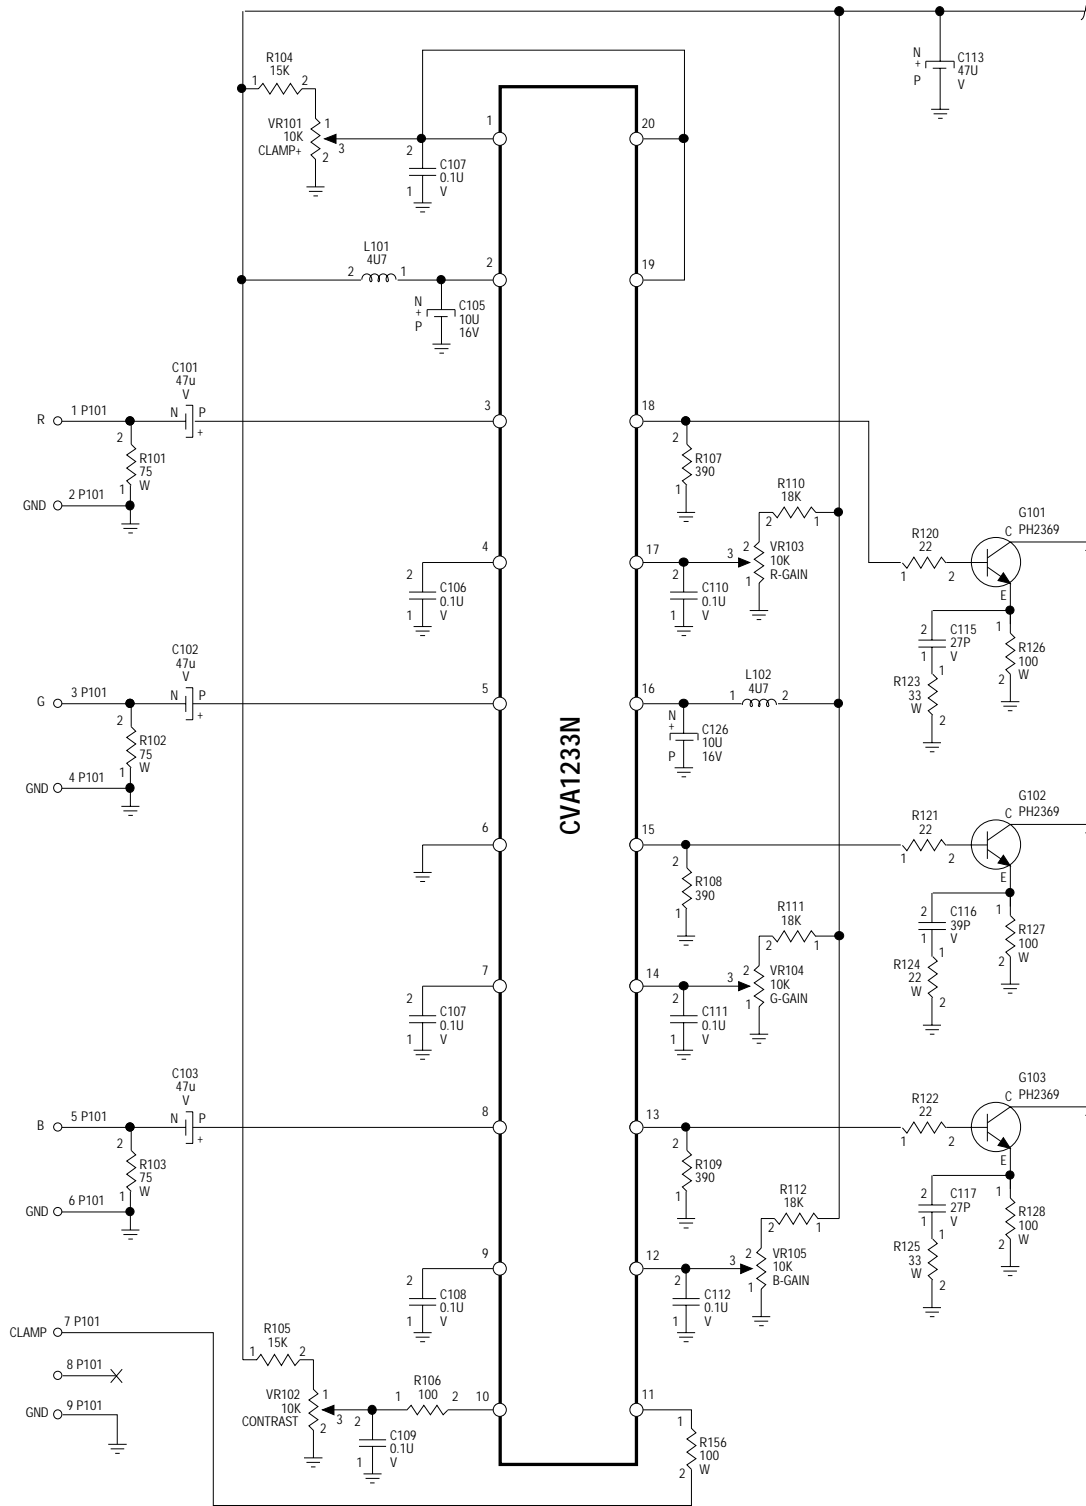 R104
15K
1 2
VR101
10K
CLAMP+
1
2
3
2
1
C107
0.1U
V
1
20
N
+
P
C113
47U
V
L101
4U7
2 1
2
19
N
+
P
C105
10U
16V
C101
47u
V
R
1 P101
N P
+
3
18
2
1
R101
75
W
GND
2 P101
2
1
R107
390
R110
18K
2 1
4
17
3
2
1
VR103
10K
R-GAIN
2
1
C106
0.1U
V
2
1
C110
0.1U
V
R120
22
1 2
G101
PH2369
C
E
2
1
C115
27P
V
1
2
R123
33
W
1
2
R126
100
W
C102
47u
V
G
3 P101
N P
+
5
16
L102
4U7
1 2
2
1
R102
75
W
GND
4 P101
N
+
P
C126
10U
16V
CVA1233N
6
15
2
1
R108
390
R121
22
1 2
G102
PH2369
C
E
R111
18K
2 1
7
14
3
2
1
VR104
10K
G-GAIN
2
1
C107
0.1U
V
2
1
C111
0.1U
V
2
1
C116
39P
V
1
2
R124
22
W
1
2
R127
100
W
C103
47u
V
B
5 P101
N P
+
8
13
2
1
R103
75
W
GND
6 P101
2
1
R109
390
R122
22
1 2
G103
PH2369
C
E
R112
18K
2 1
9
12
3
2
1
VR105
10K
B-GAIN
2
1
C108
0.1U
V
2
1
C112
0.1U
V
2
1
C117
27P
V
1
2
R125
33
W
1
2
R128
100
W
CLAMP
7 P101
8 P101
GND
9 P101
R105
15K
1 2
VR102
10K
CONTRAST
1
2
3
2
1
C109
0.1U
V
R106
100
1 2
10
11
1
2
R156
100
W